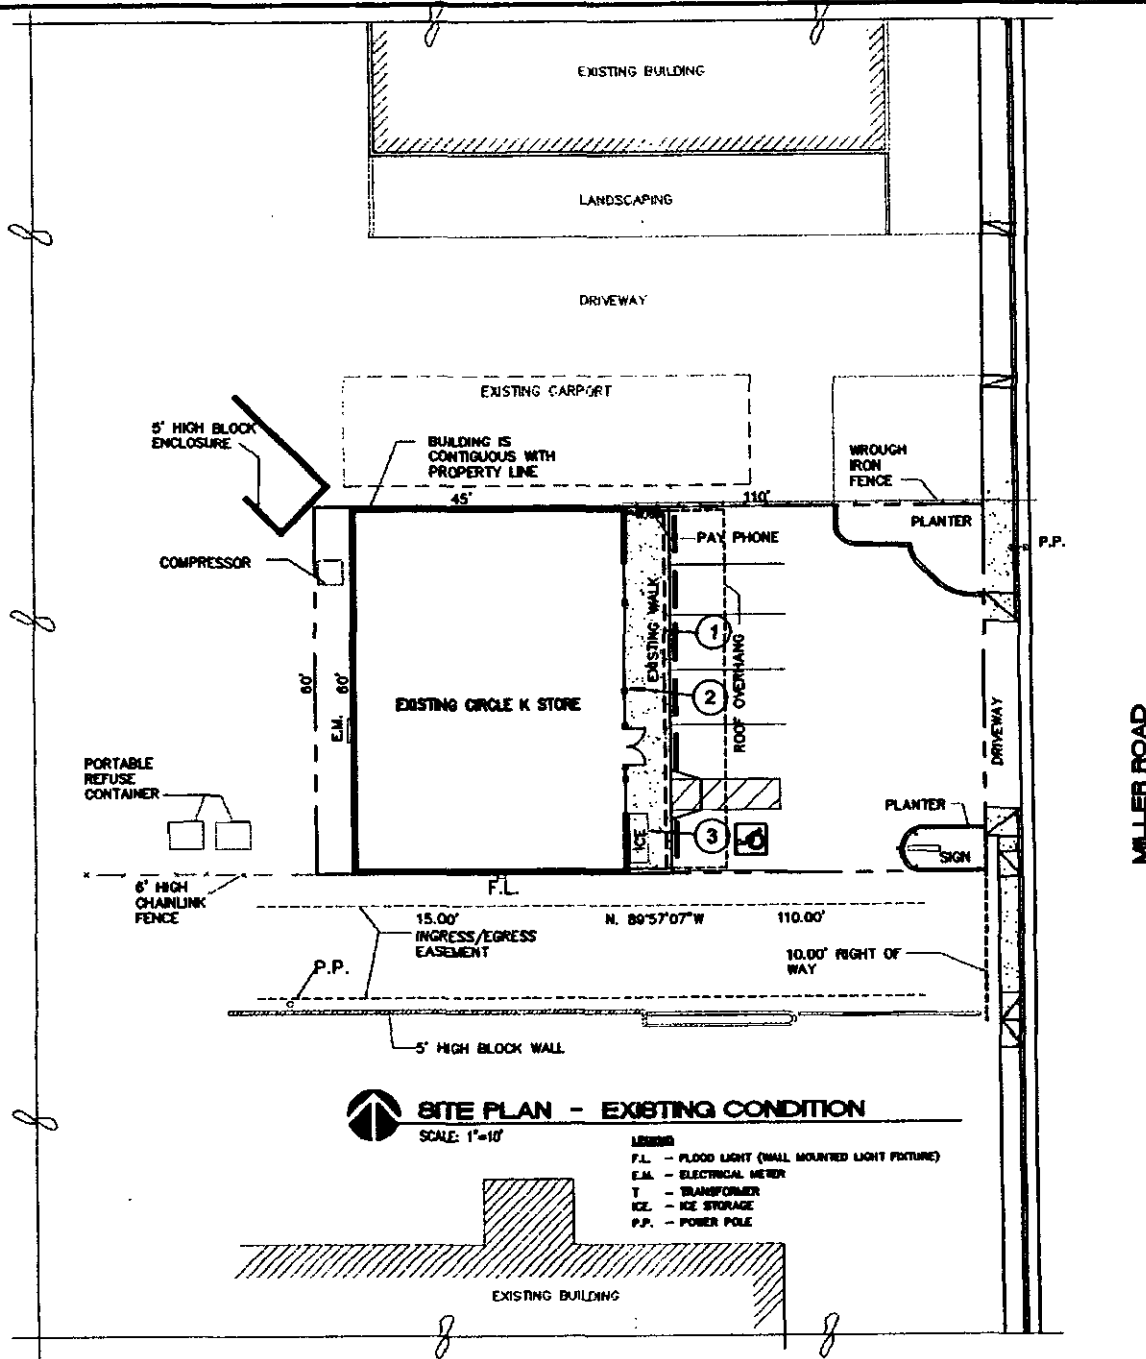 EXISTING BUILDING
LANDSCAPING
DRIVEWAY
EXISTING CARPORT
5' HIGH BLOCK
ENCLOSURE
BUILDING IS
CONTIGUOUS WITH
PROPERTY LINE
WROUGH
IRON
FENCE
45'
110'
PLANTER
PAY PHONE
P.P.
COMPRESSOR
EXISTING WALK
1
ROOF OVERHANG
60'
60'
2
EXISTING CIRCLE K STORE
E.M.
DRIVEWAY
MILLER ROAD
PORTABLE
REFUSE
CONTAINER
PLANTER
ICE
3
SIGN
6' HIGH
CHAINLINK
FENCE
F.L.
15.00'
N. 89°57'07"W
110.00'
INGRESS/EGRESS
EASEMENT
10.00' RIGHT OF
WAY
P.P.
5' HIGH BLOCK WALL
SITE PLAN - EXISTING CONDITION
SCALE: 1"=10'
LEGEND
F.L. - FLOOD LIGHT (WALL MOUNTED LIGHT FIXTURE)
E.M. - ELECTRICAL METER
T - TRANSFORMER
ICE. - ICE STORAGE
P.P. - POWER POLE
EXISTING BUILDING